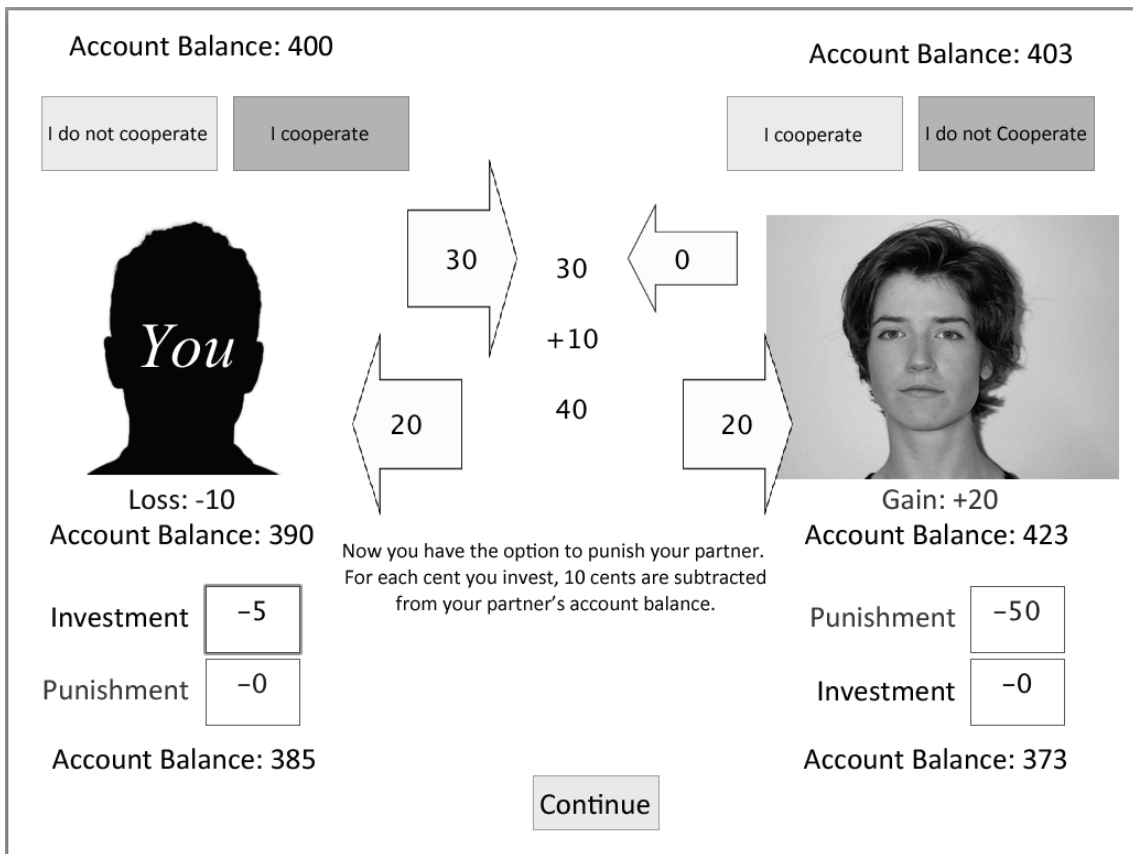 Account Balance: 400
Account Balance: 403
I do not cooperate
I cooperate
I cooperate
I do not Cooperate
30
30
0
+10
You
20
40
20
Loss: -10
Gain: +20
Account Balance: 390
Account Balance: 423
Now you have the option to punish your partner.
For each cent you invest, 10 cents are subtracted
from your partner’s account balance.
Investment
–5
Punishment
–50
Punishment
–0
Investment
–0
Account Balance: 385
Account Balance: 373
Continue